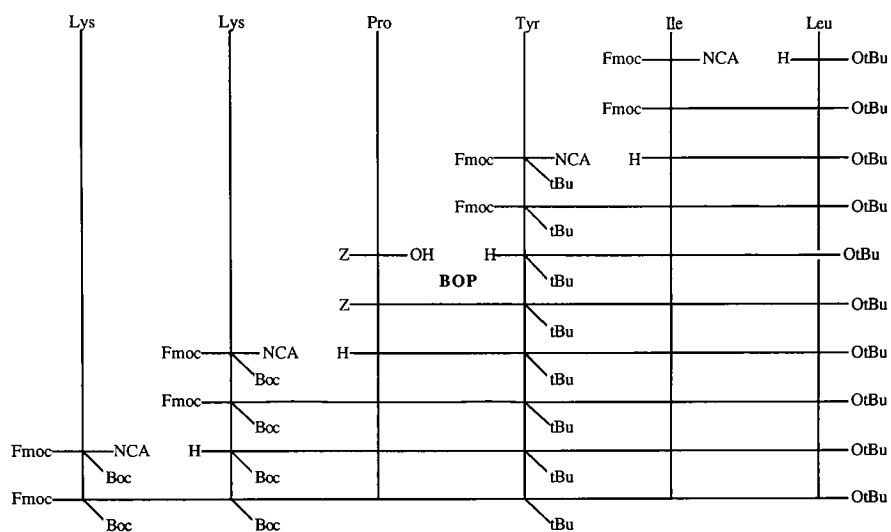 Lys Lys Pro Tyr Ile Leu
Fmoc NCA H OtBu
Fmoc OtBu
Fmoc NCA H OtBu
tBu
Fmoc OtBu
tBu
Z OH H OtBu
BOP tBu
Z OtBu
tBu
Fmoc NCA H OtBu
Boc tBu
Fmoc OtBu
Boc tBu
Fmoc NCA H OtBu
Boc Boc tBu
Fmoc OtBu
Boc Boc tBu